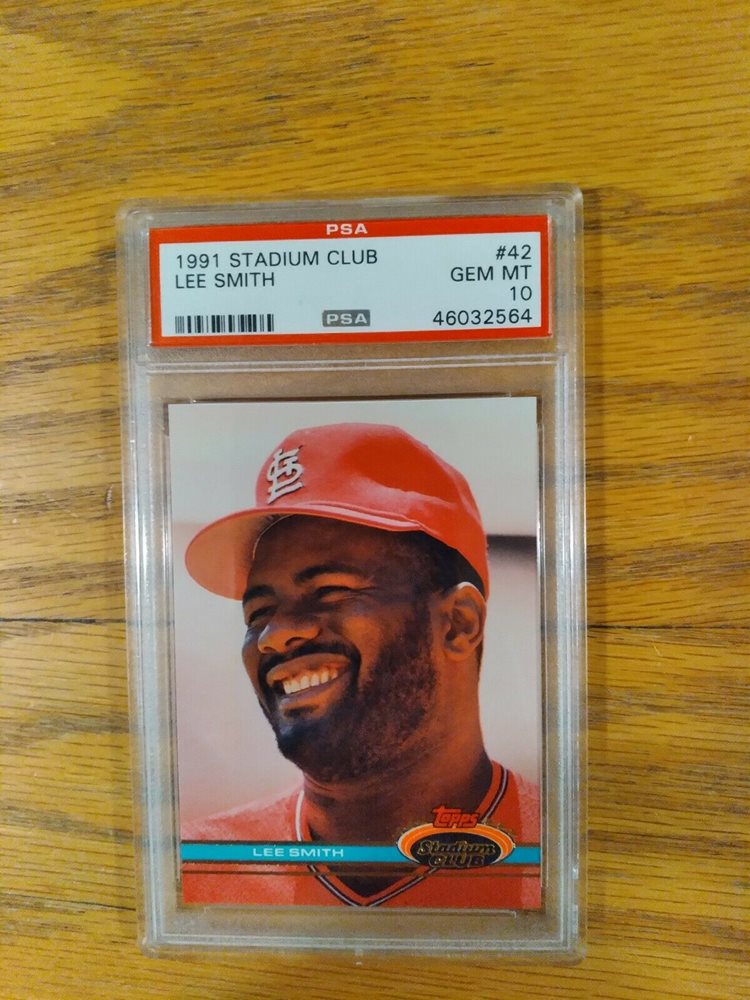 PSA
1991 STADIUM CLUB #42
LEE SMITH GEM MT
10
PSA 46032564
StL
Topps
Stadium
CLUB
LEE SMITH